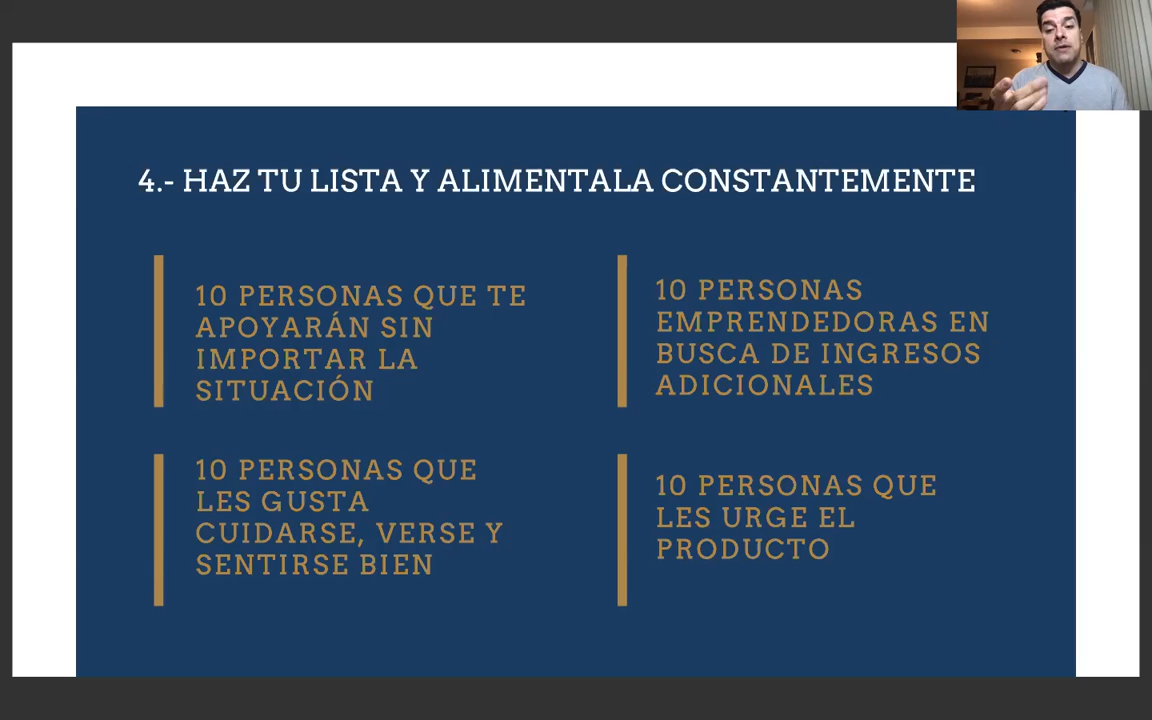 4.- HAZ TU LISTA Y ALIMENTALA CONSTANTEMENTE
10 PERSONAS QUE TE
APOYARÁN SIN
IMPORTAR LA
SITUACIÓN
10 PERSONAS
EMPRENDEDORAS EN
BUSCA DE INGRESOS
ADICIONALES
10 PERSONAS QUE
LES GUSTA
CUIDARSE, VERSE Y
SENTIRSE BIEN
10 PERSONAS QUE
LES URGE EL
PRODUCTO